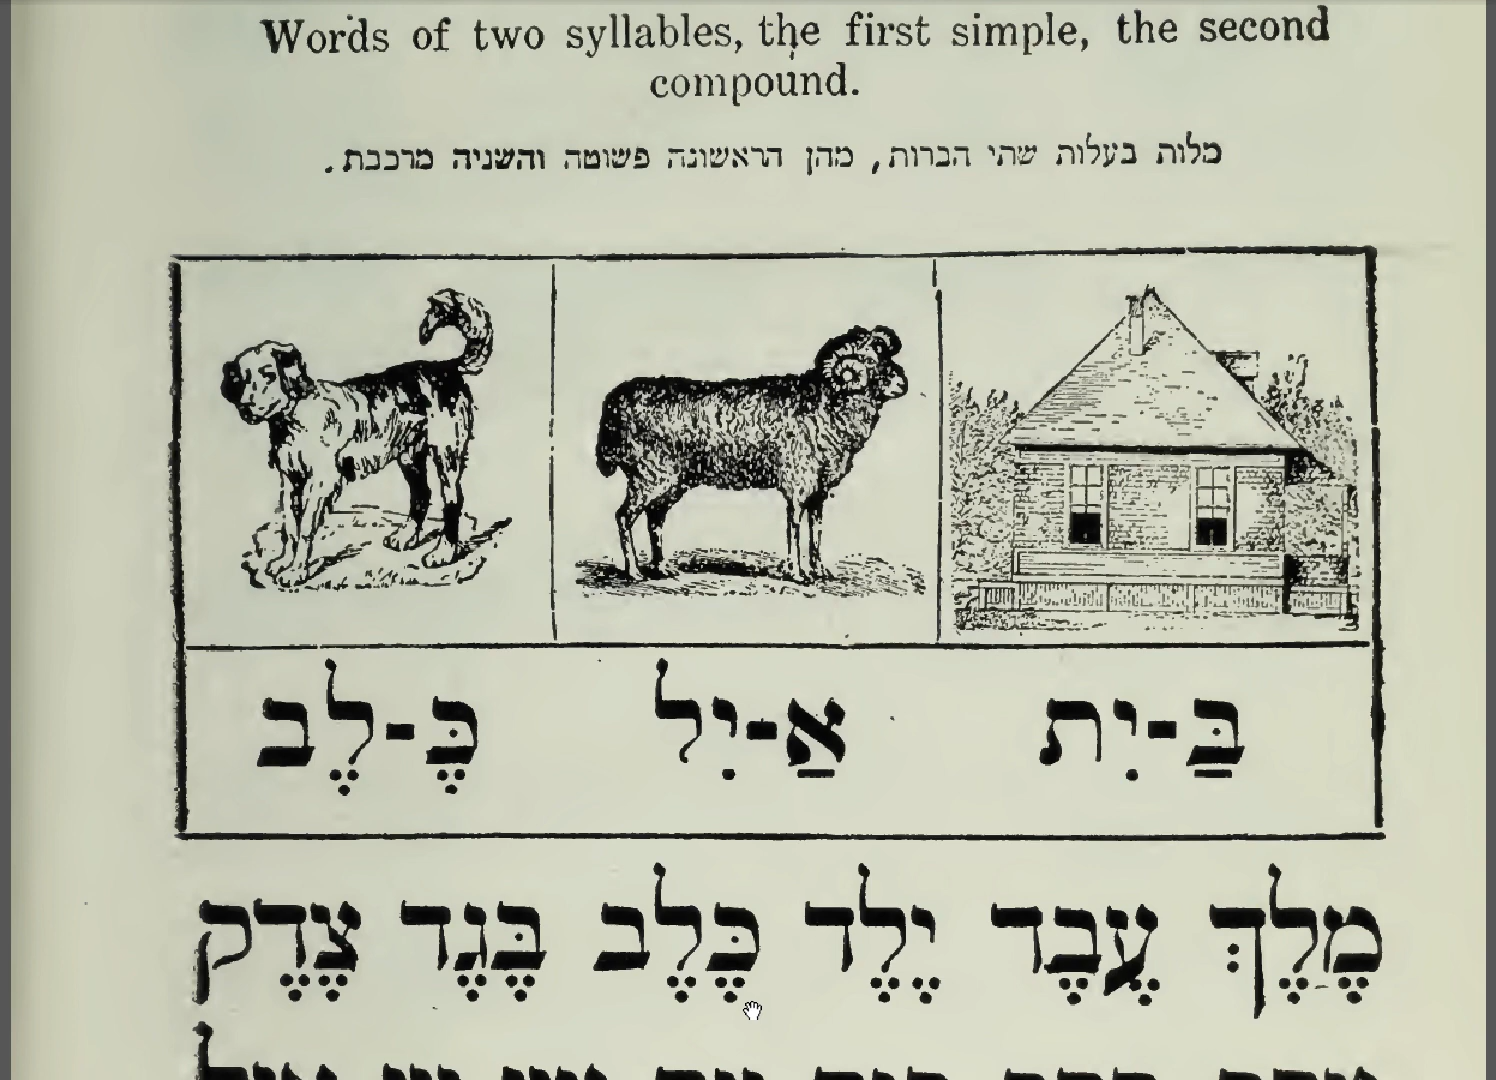 Words of two syllables, the first simple, the second
compound.
מלות בעלות שתי הברות, מהן הראשונה פשוטה והשניה מרכבת.
בַּ-יִת אַ-יִל כֶּ-לֶב
מֶלֶךְ עֶבֶד יֶלֶד כֶּלֶב בֶּגֶד צֶדֶק